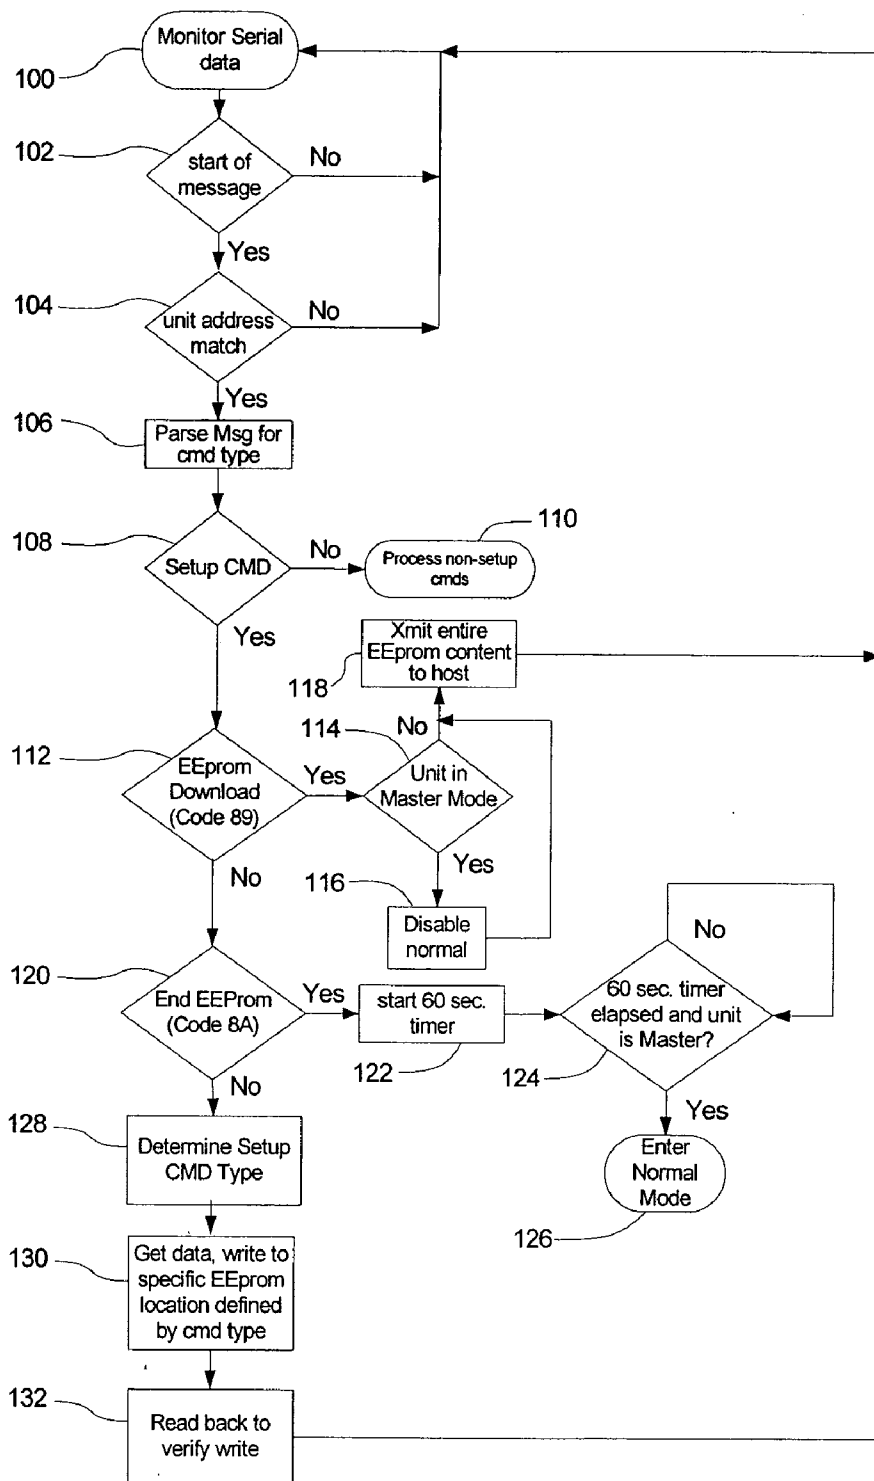 Monitor Serial
data
100
102
start of
message
No
Yes
104
unit address
match
No
Yes
106
Parse Msg for
cmd type
108
Setup CMD
No
110
Process non-setup
cmds
Yes
Xmit entire
EEprom content
to host
118
112
EEprom
Download
(Code 89)
Yes
114
No
Unit in
Master Mode
Yes
No
116
Disable
normal
120
End EEProm
(Code 8A)
Yes
start 60 sec.
timer
122
No
60 sec. timer
elapsed and unit
is Master?
124
Yes
Enter
Normal
Mode
126
No
128
Determine Setup
CMD Type
130
Get data, write to
specific EEprom
location defined
by cmd type
132
Read back to
verify write